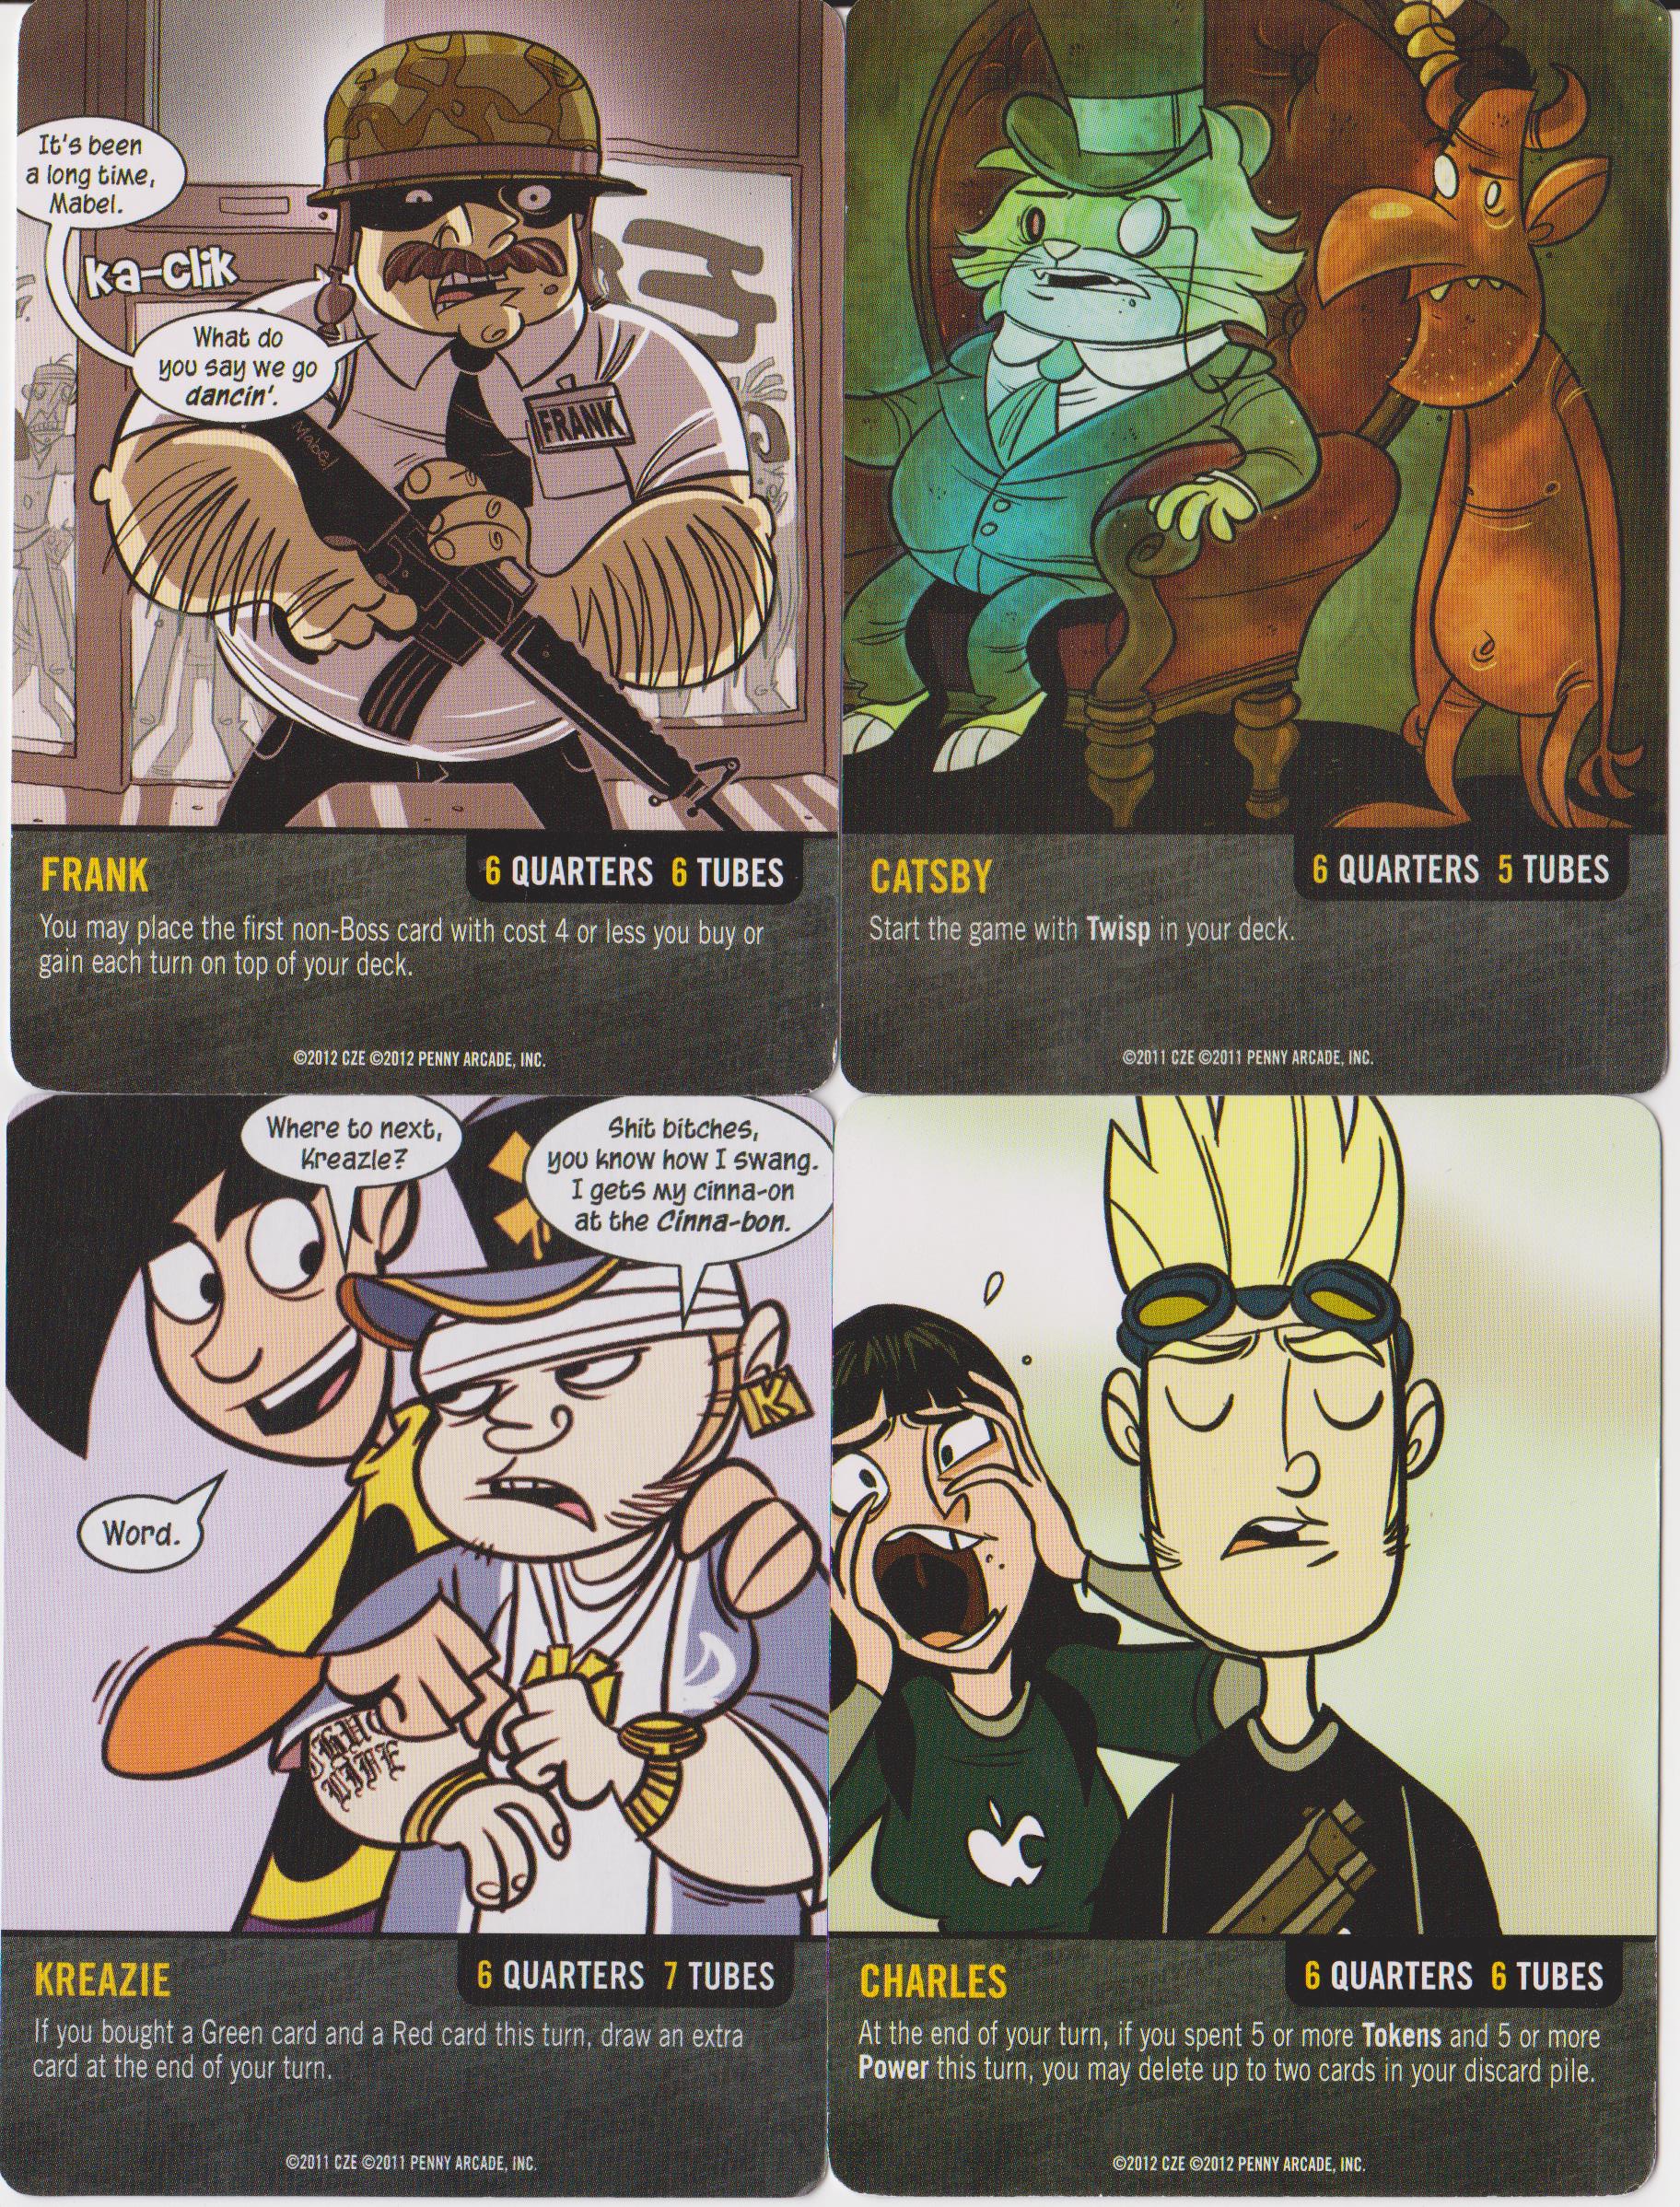 It's been
a long time,
Mabel.
ka-clik
What do
you say we go
dancin'.
Mabel
FRANK
FRANK
6 QUARTERS 6 TUBES
You may place the first non-Boss card with cost 4 or less you buy or
gain each turn on top of your deck.
©2012 CZE ©2012 PENNY ARCADE, INC.
CATSBY
6 QUARTERS 5 TUBES
Start the game with Twisp in your deck.
©2011 CZE ©2011 PENNY ARCADE, INC.
Where to next,
Kreazie?
Shit bitches,
you know how I swang.
I gets my cinna-on
at the Cinna-bon.
K
Word.
LIFE
KREAZIE
6 QUARTERS 7 TUBES
If you bought a Green card and a Red card this turn, draw an extra
card at the end of your turn.
©2011 CZE ©2011 PENNY ARCADE, INC.
CHARLES
6 QUARTERS 6 TUBES
At the end of your turn, if you spent 5 or more Tokens and 5 or more
Power this turn, you may delete up to two cards in your discard pile.
©2012 CZE ©2012 PENNY ARCADE, INC.